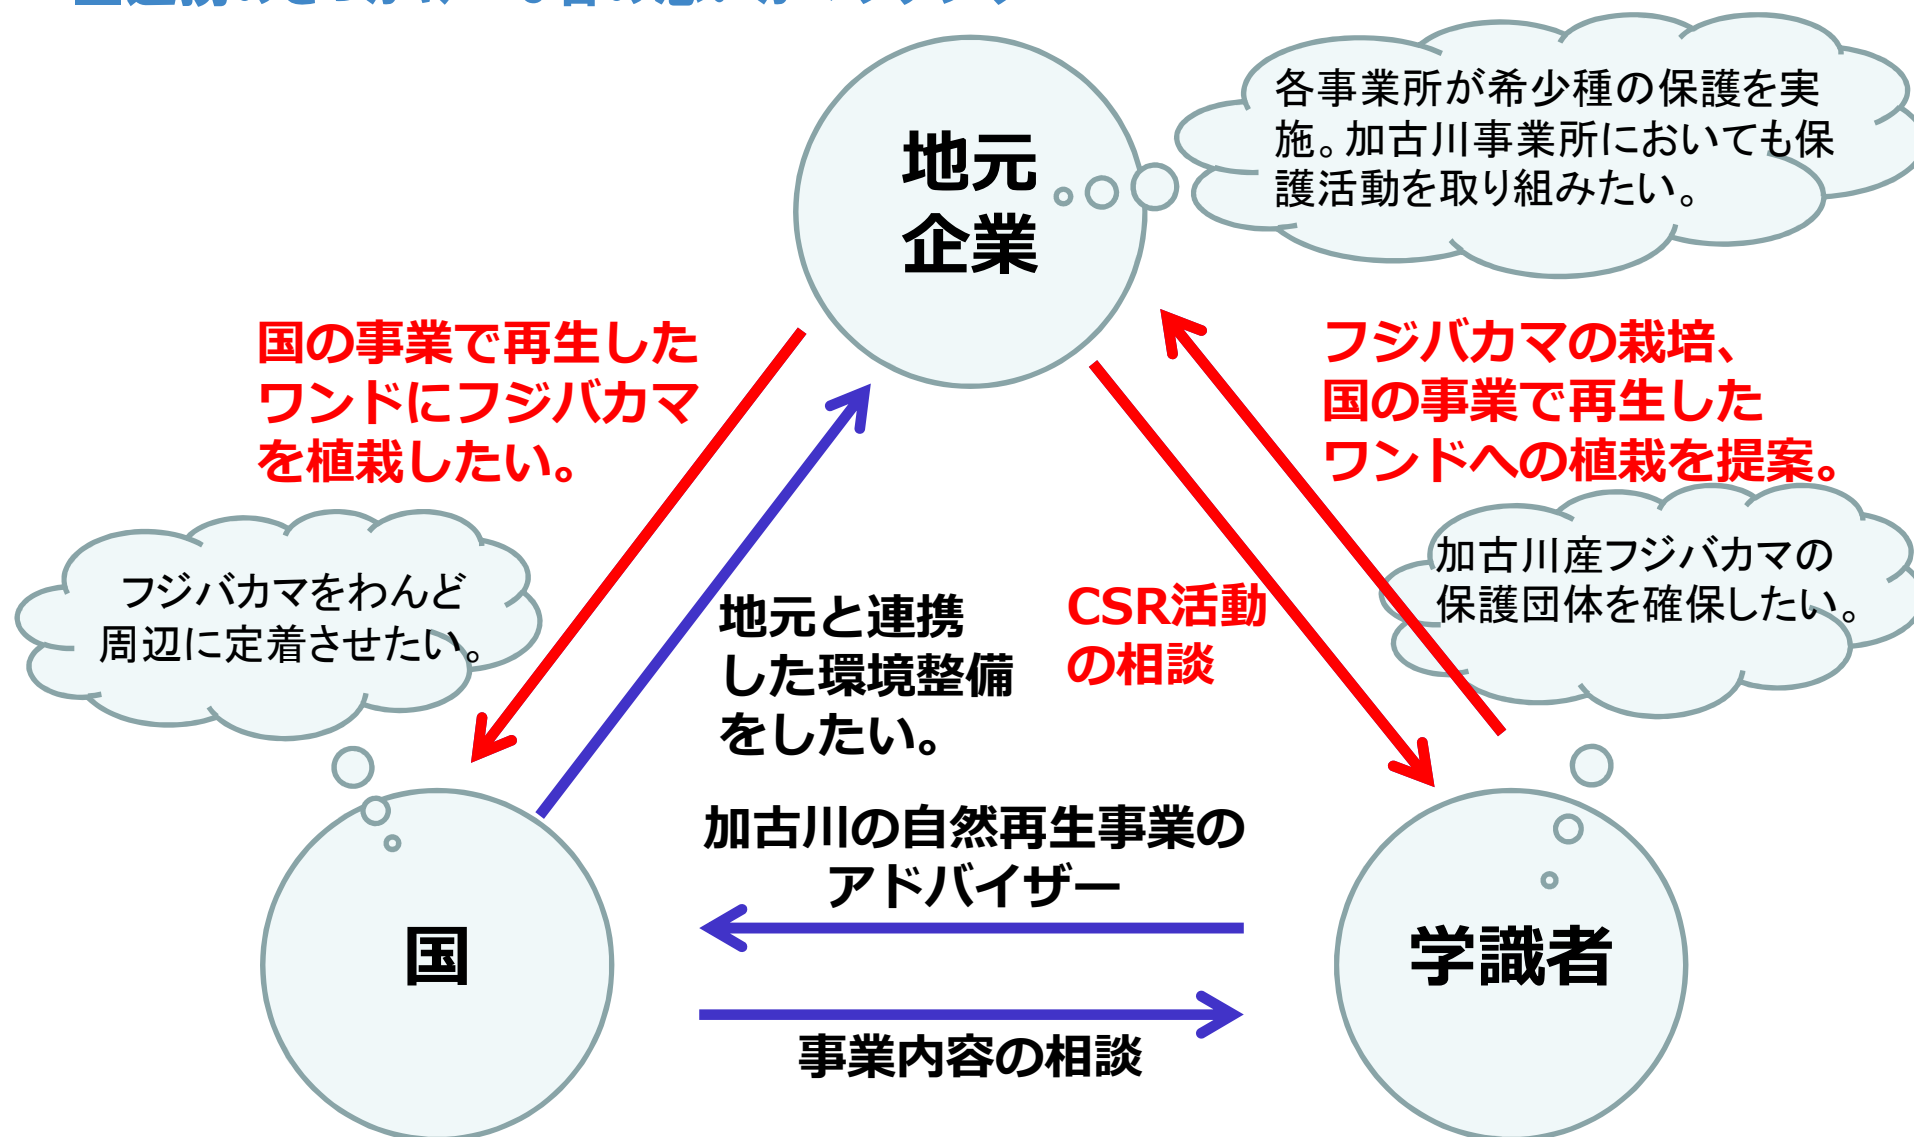 地元
企業
各事業所が希少種の保護を実
施。加古川事業所においても保
護活動を取り組みたい。
国の事業で再生した
ワンドにフジバカマ
を植栽したい。
フジバカマの栽培、
国の事業で再生した
ワンドへの植栽を提案。
フジバカマをわんど
周辺に定着させたい。
地元と連携
した環境整備
をしたい。
CSR活動
の相談
加古川産フジバカマの
保護団体を確保したい。
加古川の自然再生事業の
アドバイザー
国
学識者
事業内容の相談